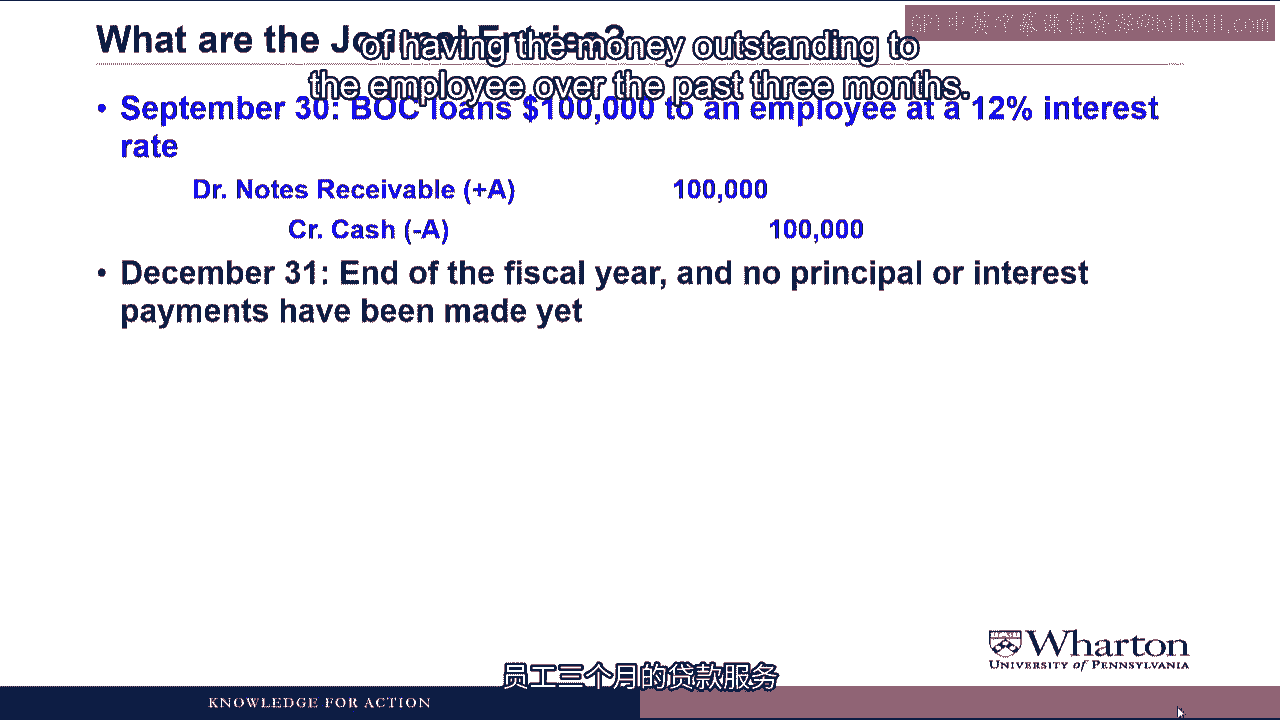 What are the Journal Entries?
of having the money outstanding to
the employee over the past three months.
• September 30: BOC loans $100,000 to an employee at a 12% interest
rate
Dr. Notes Receivable (+A) 100,000
Cr. Cash (-A) 100,000
• December 31: End of the fiscal year, and no principal or interest
payments have been made yet
Wharton
UNIVERSITY of PENNSYLVANIA
员工三个月的贷款服务
KNOWLEDGE FOR ACTION